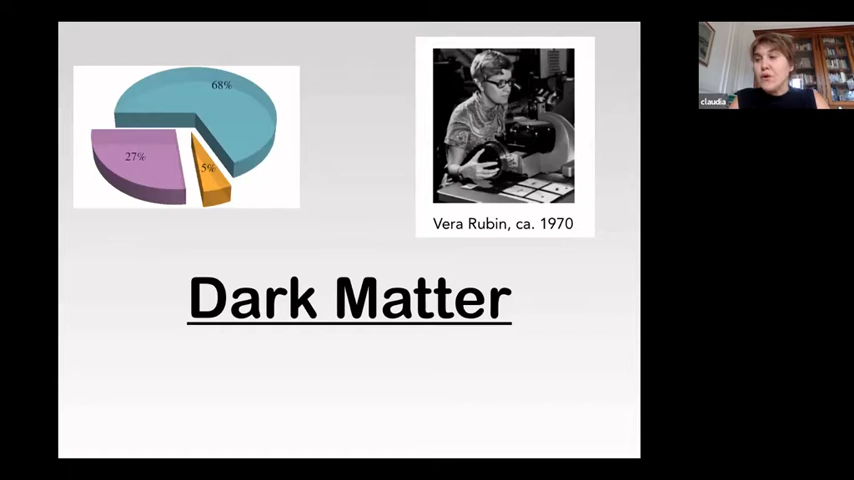 68%
27%
5%
Vera Rubin, ca. 1970
Dark Matter
claudia